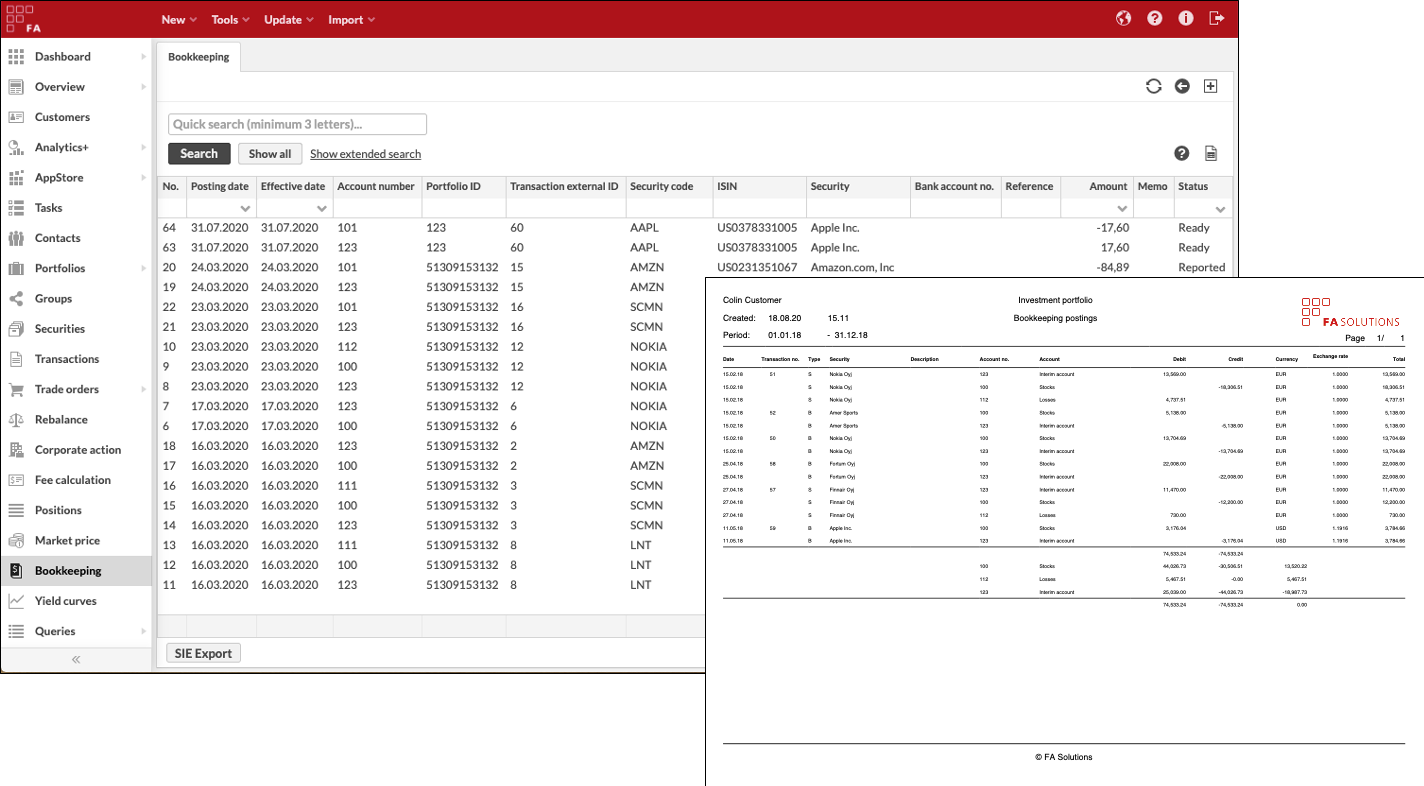 FA New Tools Update Import
Dashboard
Overview
Customers
Analytics+
AppStore
Tasks
Contacts
Portfolios
Groups
Securities
Transactions
Trade orders
Rebalance
Corporate action
Fee calculation
Positions
Market price
Bookkeeping
Yield curves
Queries
«
Bookkeeping
Quick search (minimum 3 letters)...
Search Show all Show extended search
No. Posting date Effective date Account number Portfolio ID Transaction external ID Security code ISIN Security Bank account no. Reference Amount Memo Status
64 31.07.2020 31.07.2020 101 123 60 AAPL US0378331005 Apple Inc. -17,60 Ready
63 31.07.2020 31.07.2020 123 123 60 AAPL US0378331005 Apple Inc. 17,60 Ready
20 24.03.2020 24.03.2020 101 51309153132 15 AMZN US0231351067 Amazon.com, Inc -84,89 Reported
19 24.03.2020 24.03.2020 123 51309153132 15 AMZN
22 23.03.2020 23.03.2020 101 51309153132 16 SCMN
21 23.03.2020 23.03.2020 123 51309153132 16 SCMN
10 23.03.2020 23.03.2020 112 51309153132 12 NOKIA
9 23.03.2020 23.03.2020 100 51309153132 12 NOKIA
8 23.03.2020 23.03.2020 123 51309153132 12 NOKIA
7 17.03.2020 17.03.2020 123 51309153132 6 NOKIA
6 17.03.2020 17.03.2020 100 51309153132 6 NOKIA
18 16.03.2020 16.03.2020 123 51309153132 2 AMZN
17 16.03.2020 16.03.2020 100 51309153132 2 AMZN
16 16.03.2020 16.03.2020 111 51309153132 3 SCMN
15 16.03.2020 16.03.2020 100 51309153132 3 SCMN
14 16.03.2020 16.03.2020 123 51309153132 3 SCMN
13 16.03.2020 16.03.2020 111 51309153132 8 LNT
12 16.03.2020 16.03.2020 100 51309153132 8 LNT
11 16.03.2020 16.03.2020 123 51309153132 8 LNT
SIE Export
Colin Customer Investment portfolio
Created: 18.08.20 15.11 Bookkeeping postings FA SOLUTIONS
Period: 01.01.18 - 31.12.18 Page 1/ 1
Date Transaction no. Type Security Description Account no. Account Debit Credit Currency Exchange rate Total
15.02.18 51 S Nokia Oyj 123 Interim account 13,569.00 EUR 1.0000 13,569.00
15.02.18 S Nokia Oyj 100 Stocks -18,306.51 EUR 1.0000 18,306.51
15.02.18 S Nokia Oyj 112 Losses 4,737.51 EUR 1.0000 4,737.51
15.02.18 52 B Amer Sports 100 Stocks 5,138.00 EUR 1.0000 5,138.00
15.02.18 B Amer Sports 123 Interim account -5,138.00 EUR 1.0000 5,138.00
15.02.18 50 B Nokia Oyj 100 Stocks 13,704.69 EUR 1.0000 13,704.69
15.02.18 B Nokia Oyj 123 Interim account -13,704.69 EUR 1.0000 13,704.69
25.04.18 58 B Fortum Oyj 100 Stocks 22,008.00 EUR 1.0000 22,008.00
25.04.18 B Fortum Oyj 123 Interim account -22,008.00 EUR 1.0000 22,008.00
27.04.18 57 S Finnair Oyj 123 Interim account 11,470.00 EUR 1.0000 11,470.00
27.04.18 S Finnair Oyj 100 Stocks -12,200.00 EUR 1.0000 12,200.00
27.04.18 S Finnair Oyj 112 Losses 730.00 EUR 1.0000 730.00
11.05.18 59 B Apple Inc. 100 Stocks 3,176.04 USD 1.1916 3,784.66
11.05.18 B Apple Inc. 123 Interim account -3,176.04 USD 1.1916 3,784.66
74,533.24 -74,533.24
100 Stocks 44,026.73 -30,506.51 13,520.22
112 Losses 5,467.51 -0.00 5,467.51
123 Interim account 25,039.00 -44,026.73 -18,987.73
74,533.24 -74,533.24 0.00
© FA Solutions